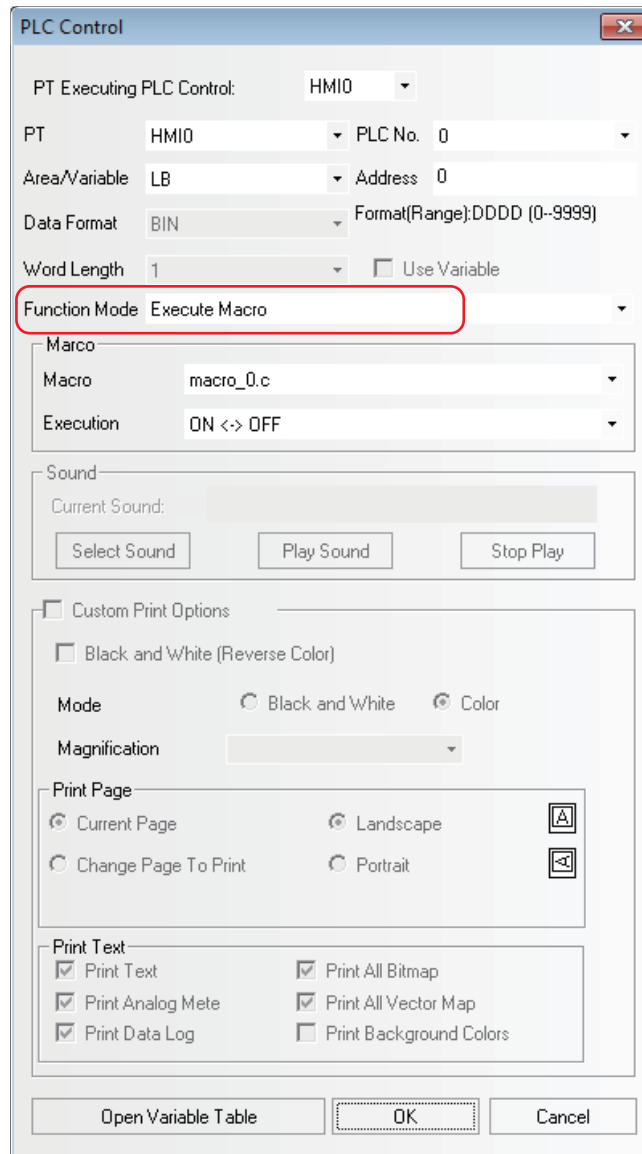 PLC Control
PT Executing PLC Control: HMI0
PT HMI0 PLC No. 0
Area/Variable LB Address 0
Data Format BIN Format(Range):DDDD (0--9999)
Word Length 1 Use Variable
Function Mode Execute Macro
Marco
Macro macro_0.c
Execution ON <-> OFF
Sound
Current Sound:
Select Sound Play Sound Stop Play
Custom Print Options
Black and White (Reverse Color)
Mode Black and White Color
Magnification
Print Page
Current Page Landscape A
Change Page To Print Portrait A
Print Text
Print Text Print All Bitmap
Print Analog Mete Print All Vector Map
Print Data Log Print Background Colors
Open Variable Table OK Cancel